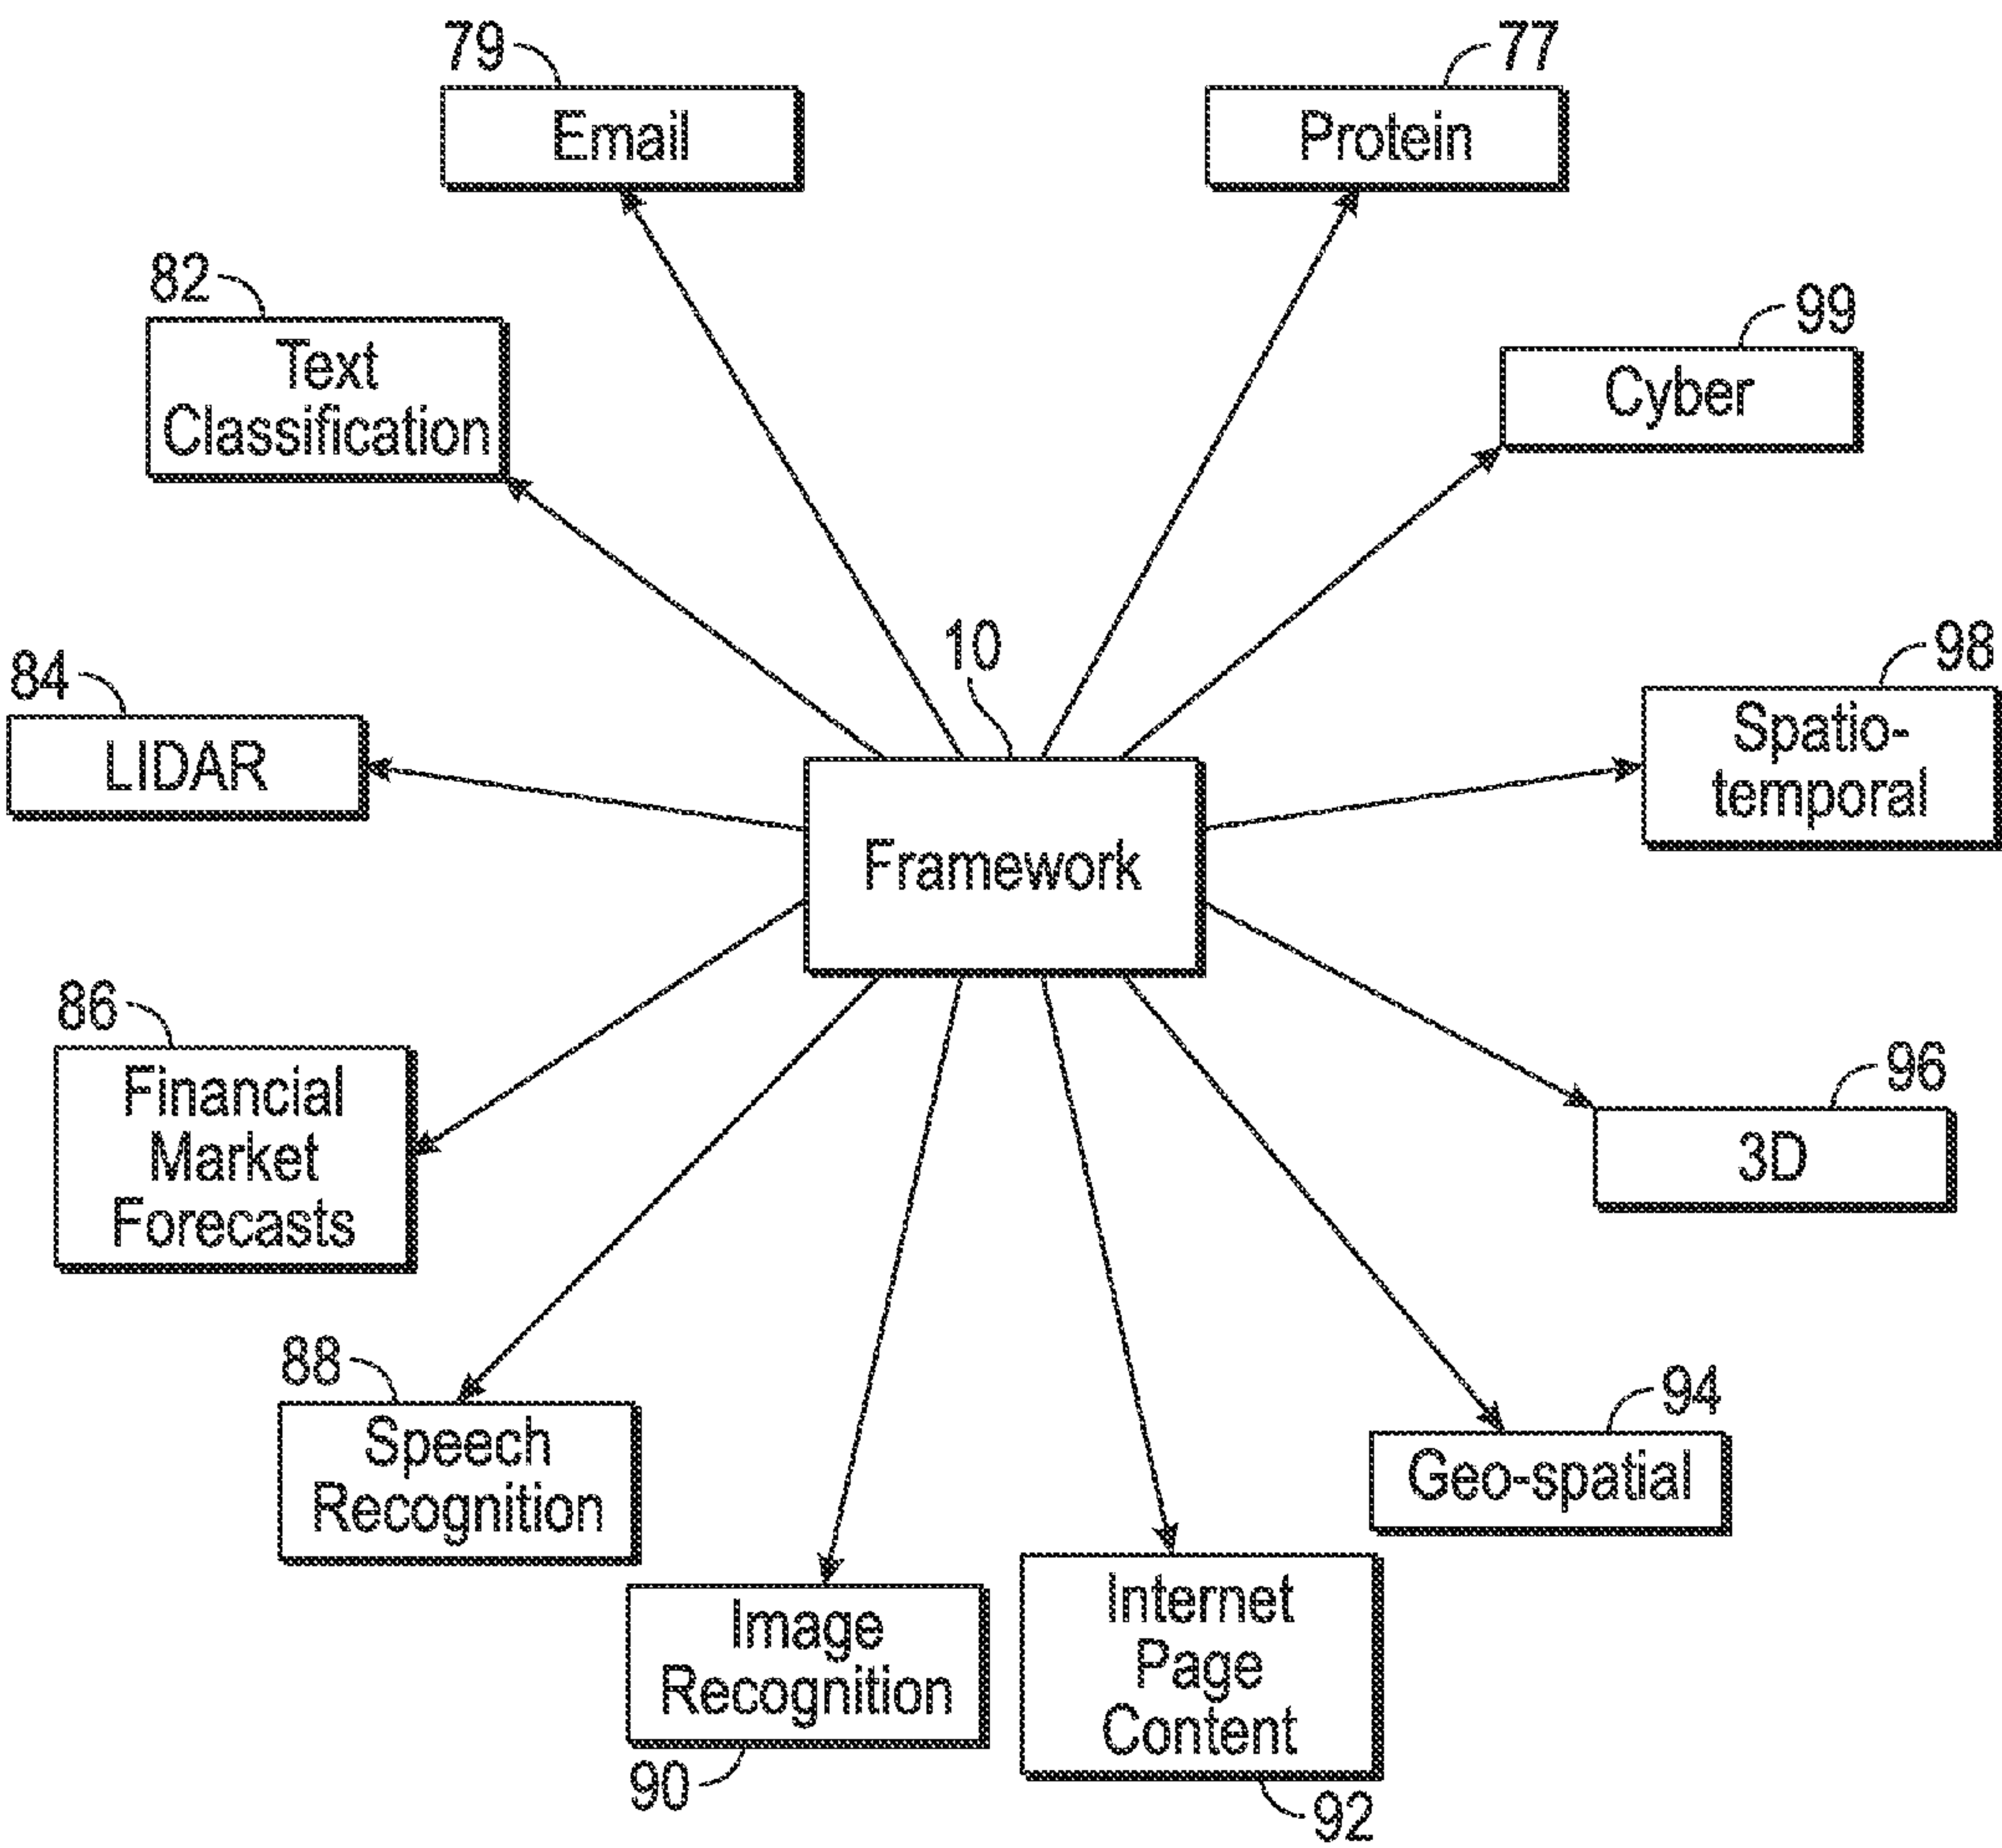 79
Email
77
Protein
82
Text
Classification
99
Cyber
10
Framework
84
LIDAR
98
Spatio-
temporal
86
Financial
Market
Forecasts
96
3D
88
Speech
Recognition
94
Geo-spatial
Image
Recognition
90
Internet
Page
Content
92